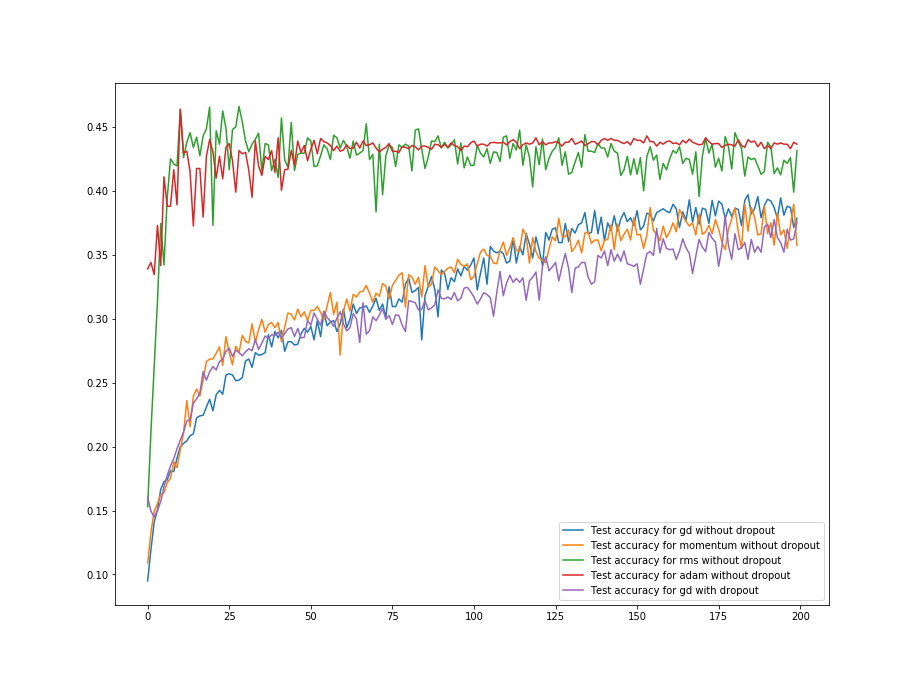 0.45
0.40
0.35
0.30
0.25
0.20
0.15
0.10
0 25 50 75 100 125 150 175 200
Test accuracy for gd without dropout
Test accuracy for momentum without dropout
Test accuracy for rms without dropout
Test accuracy for adam without dropout
Test accuracy for gd with dropout